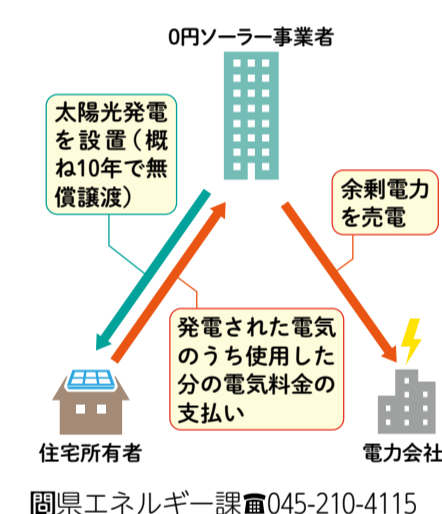 0円ソーラー事業者
太陽光発電
を設置（概
ね10年で無
償譲渡）
余剰電力
を売電
発電された電気
のうち使用した
分の電気料金の
支払い
住宅所有者
電力会社
問県エネルギー課☎045-210-4115